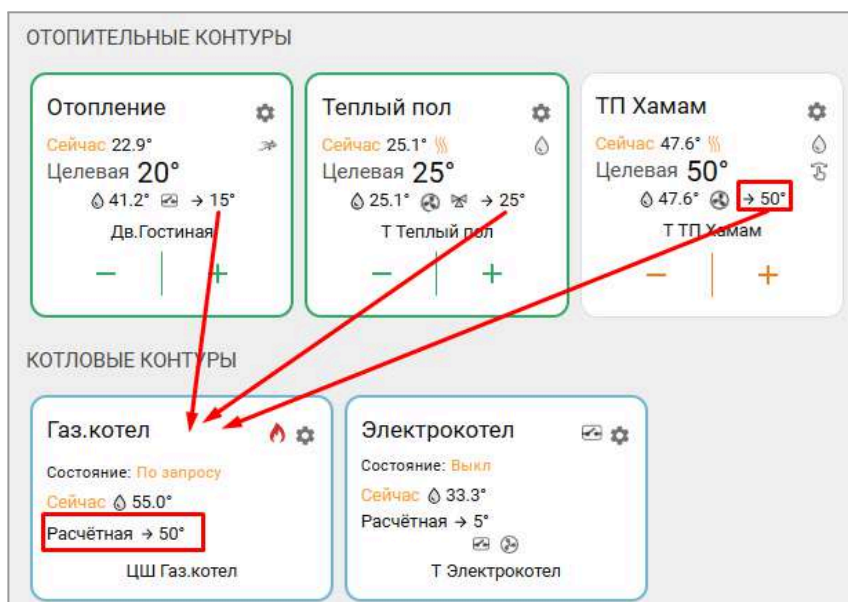 ОТОПИТЕЛЬНЫЕ КОНТУРЫ
Отопление
Сейчас 22.9°
Целевая 20°
41.2° → 15°
Дв.Гостиная
− +
Теплый пол
Сейчас 25.1°
Целевая 25°
25.1° → 25°
Т Теплый пол
− +
ТП Хамам
Сейчас 47.6°
Целевая 50°
47.6° → 50°
Т ТП Хамам
− +
КОТЛОВЫЕ КОНТУРЫ
Газ.котел
Состояние: По запросу
Сейчас 55.0°
Расчётная → 50°
ЦШ Газ.котел
Электрокотел
Состояние: Выкл
Сейчас 33.3°
Расчётная → 5°
Т Электрокотел